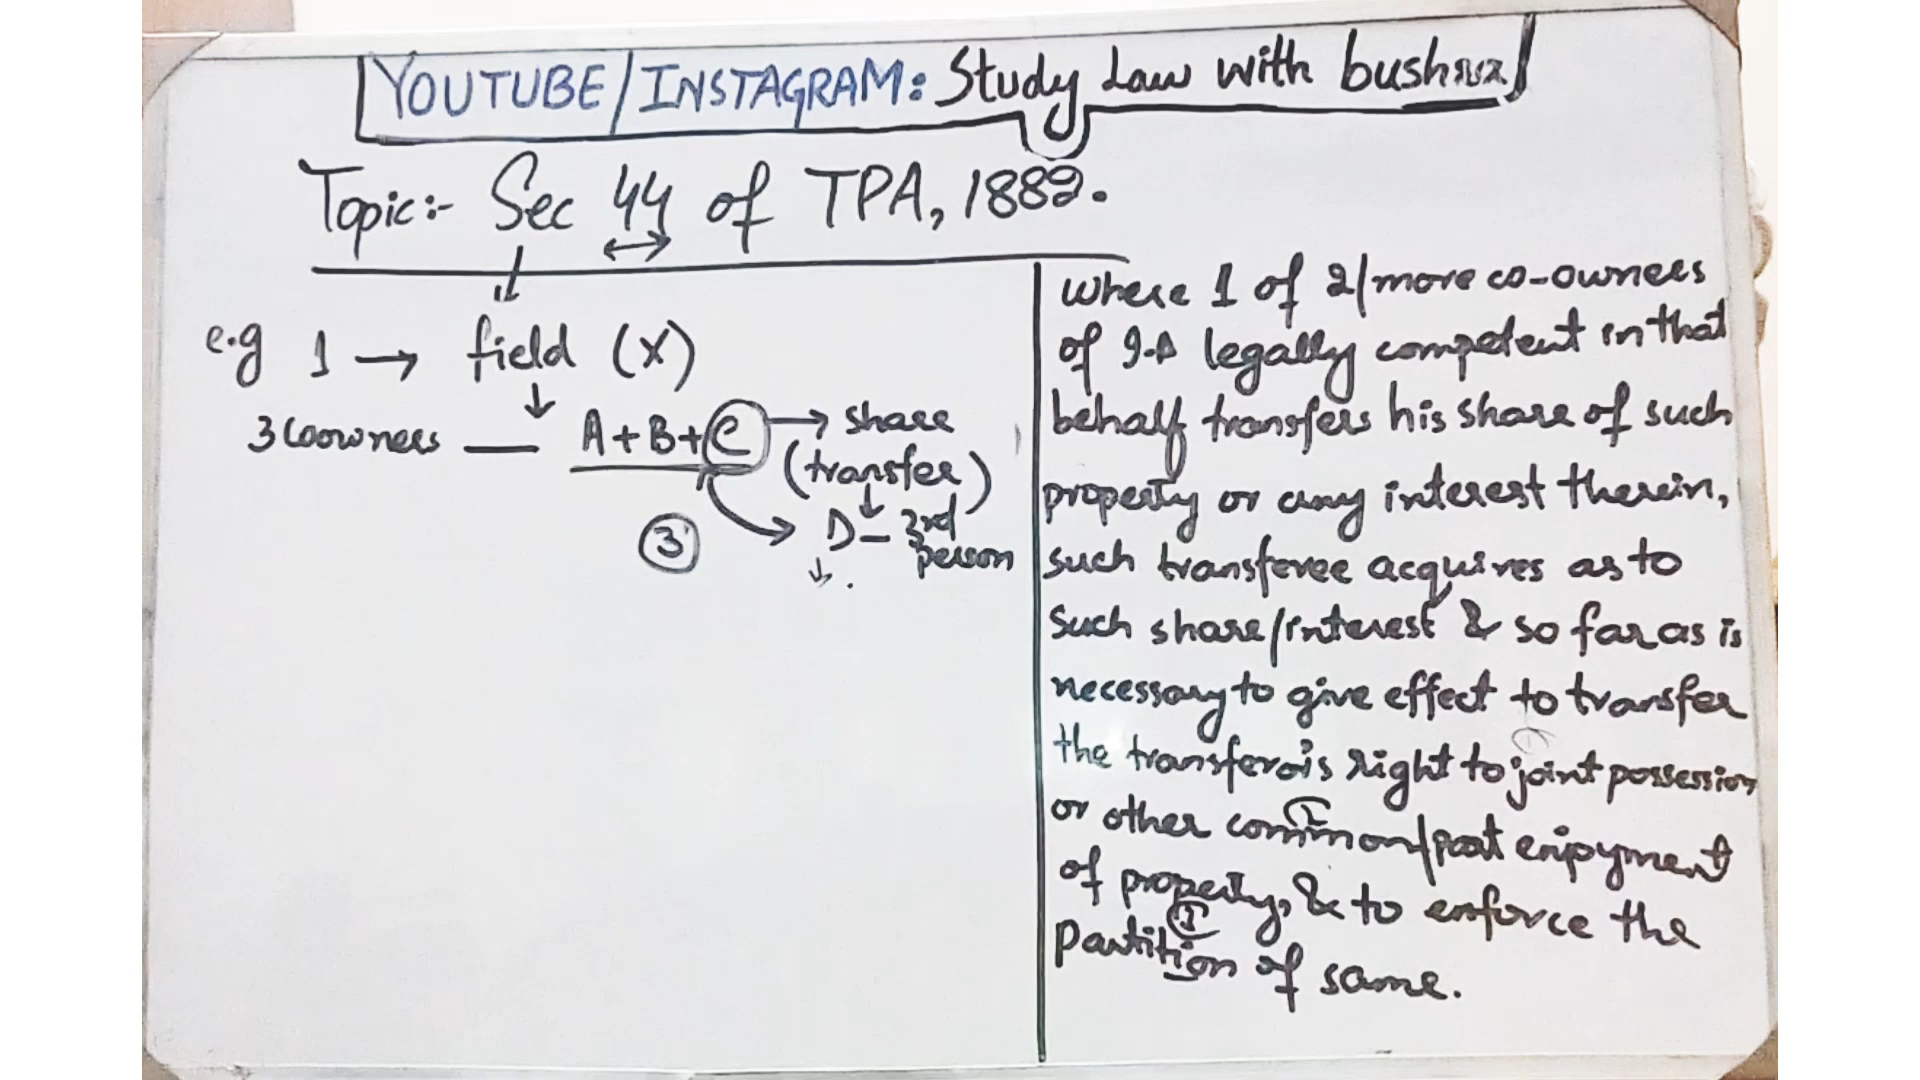 YOUTUBE/INSTAGRAM: Study Law with bushra
Topic:- Sec 44 of TPA, 1882.
e.g 1 → field (X)
3 Coowners — A + B + C → share
(transfer)
3 D - 3rd
person
where 1 of 2/more co-owners
of I.P legally competent in that
behalf transfers his share of such
property or any interest therein,
such transferee acquires as to
such share/interest & so far as is
necessary to give effect to transfer
the transferor's right to joint possession
or other common/part enjoyment
of property, & to enforce the
partition of same.